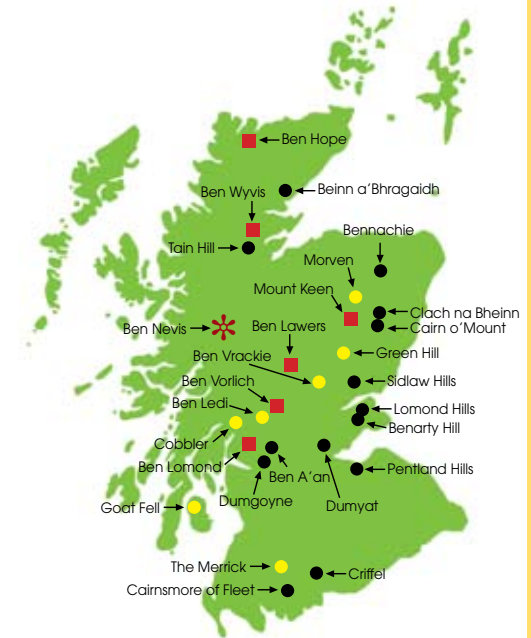 Ben Hope
Ben Wyvis
Beinn a'Bhragaidh
Bennachie
Tain Hill
Morven
Mount Keen
Clach na Bheinn
Ben Nevis
Ben Lawers
Cairn o'Mount
Ben Vrackie
Green Hill
Ben Vorlich
Sidlaw Hills
Ben Ledi
Lomond Hills
Benarty Hill
Cobbler
Ben Lomond
Ben A'an
Pentland Hills
Dumgoyne
Dumyat
Goat Fell
The Merrick
Criffel
Cairnsmore of Fleet